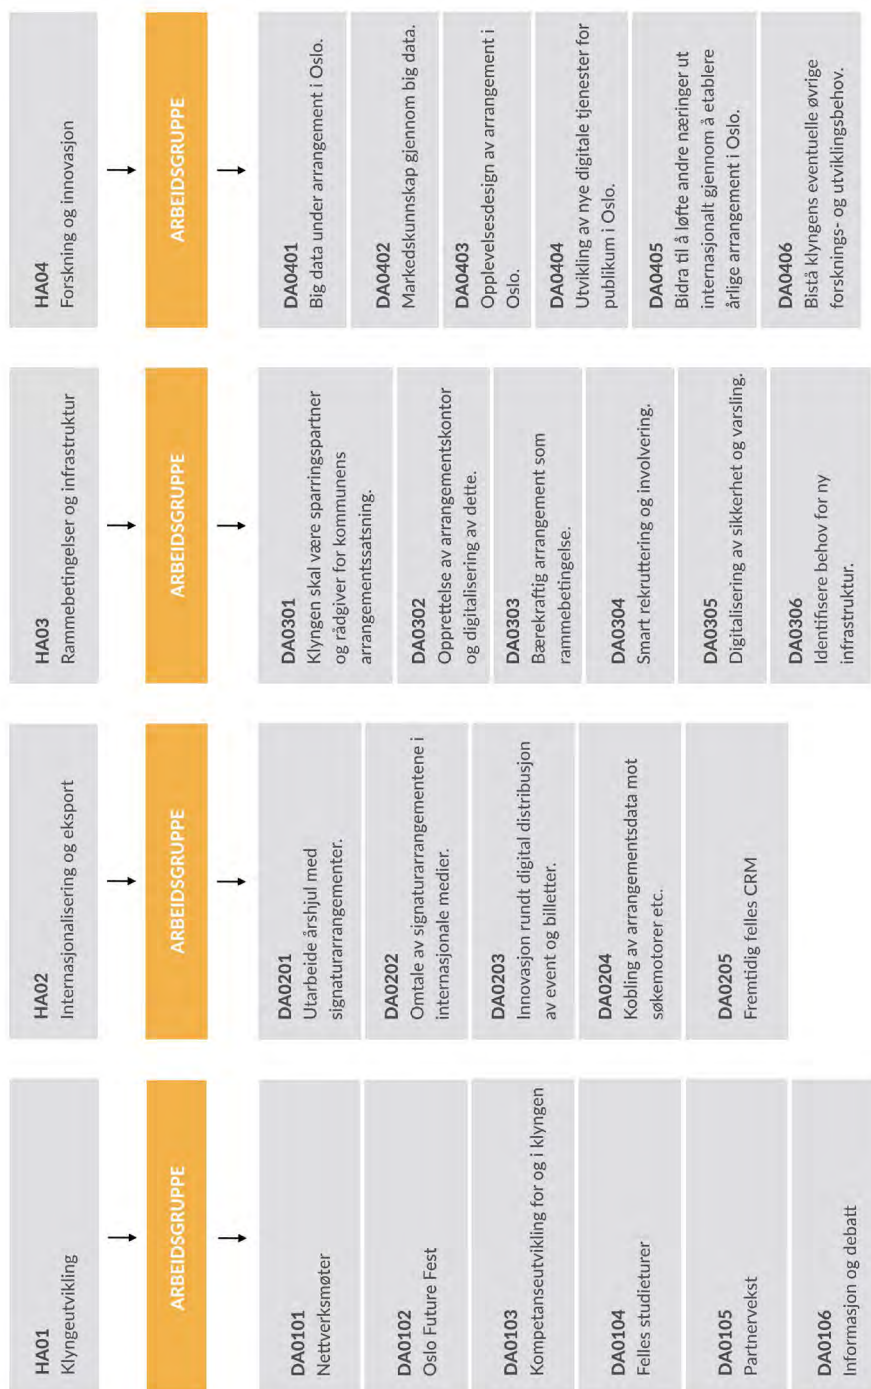 HA01
Klyngeutvikling
ARBEIDSGRUPPE
DA0101
Nettverksmøter
DA0102
Oslo Future Fest
DA0103
Kompetanseutvikling for og i klyngen
DA0104
Felles studieturer
DA0105
Partnervekst
DA0106
Informasjon og debatt
HA02
Internasjonalisering og eksport
ARBEIDSGRUPPE
DA0201
Utarbeide årshjul med
signaturarrangementer.
DA0202
Omtale av signaturarrangementene i
internasjonale medier.
DA0203
Innovasjon rundt digital distribusjon
av event og billetter.
DA0204
Kobling av arrangementsdata mot
søkemotorer etc.
DA0205
Fremtidig felles CRM
HA03
Rammebetingelser og infrastruktur
ARBEIDSGRUPPE
DA0301
Klyngen skal være sparringspartner
og rådgiver for kommunens
arrangementssatsning.
DA0302
Opprettelse av arrangementskontor
og digitalisering av dette.
DA0303
Bærekraftig arrangement som
rammebetingelse.
DA0304
Smart rekruttering og involvering.
DA0305
Digitalisering av sikkerhet og varsling.
DA0306
Identifisere behov for ny
infrastruktur.
HA04
Forskning og innovasjon
ARBEIDSGRUPPE
DA0401
Big data under arrangement i Oslo.
DA0402
Markedskunnskap gjennom big data.
DA0403
Opplevelsesdesign av arrangement i
Oslo.
DA0404
Utvikling av nye digitale tjenester for
publikum i Oslo.
DA0405
Bidra til å løfte andre næringer ut
internasjonalt gjennom å etablere
årlige arrangement i Oslo.
DA0406
Bistå klyngens eventuelle øvrige
forsknings- og utviklingsbehov.